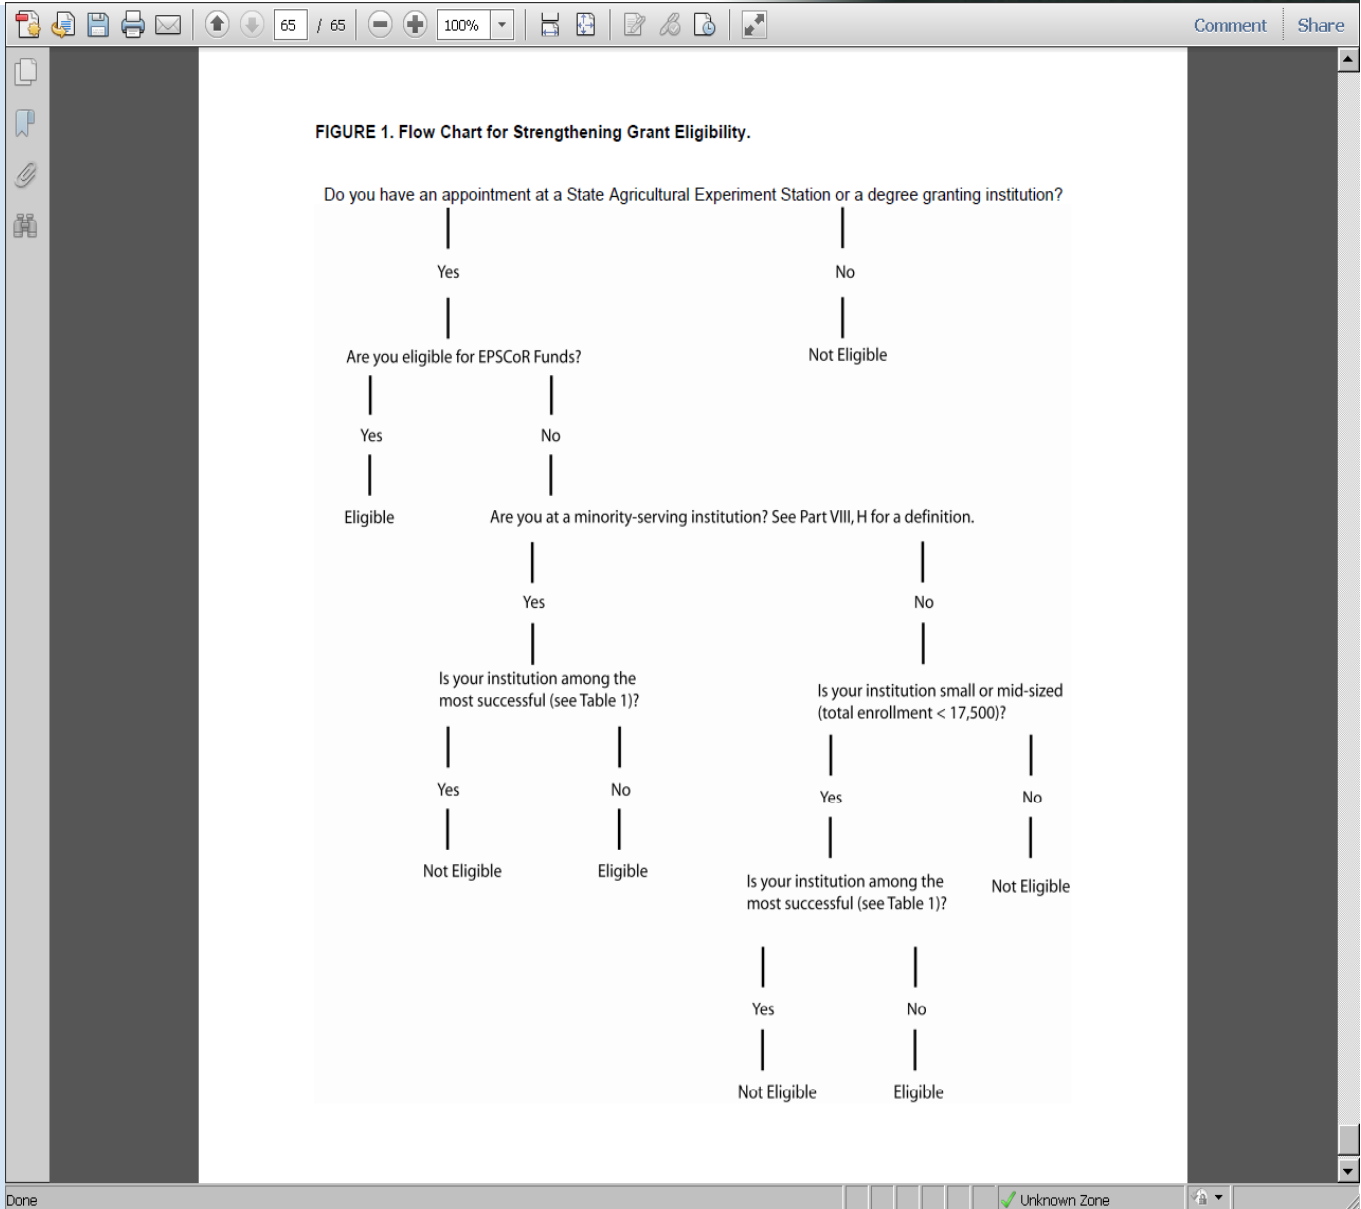 65 / 65 100% Comment Share
FIGURE 1. Flow Chart for Strengthening Grant Eligibility.
Do you have an appointment at a State Agricultural Experiment Station or a degree granting institution?
Yes No
Are you eligible for EPSCoR Funds? Not Eligible
Yes No
Eligible Are you at a minority-serving institution? See Part VIII, H for a definition.
Yes No
Is your institution among the
most successful (see Table 1)?
Is your institution small or mid-sized
(total enrollment < 17,500)?
Yes No
Yes No
Not Eligible Eligible
Is your institution among the
most successful (see Table 1)?
Not Eligible
Yes No
Not Eligible Eligible
Done Unknown Zone